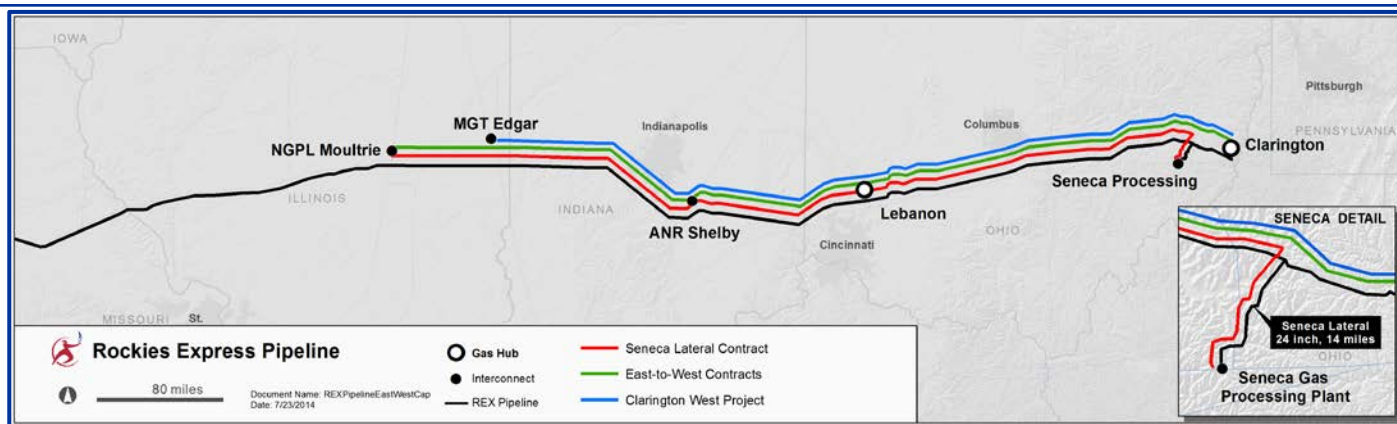 IOWA
Pittsburgh
MGT Edgar
Indianapolis
Columbus
PENNSYLVANIA
NGPL Moultrie
Clarington
Seneca Processing
ILLINOIS
INDIANA
Lebanon
ANR Shelby
OHIO
Cincinnati
SENECA DETAIL
MISSOURI
St.
Seneca Lateral
24 inch, 14 miles
OHIO
Seneca Gas
Processing Plant
Rockies Express Pipeline
80 miles
Document Name: REXPipelineEastWestCap
Date: 7/23/2014
Gas Hub
Interconnect
REX Pipeline
Seneca Lateral Contract
East-to-West Contracts
Clarington West Project